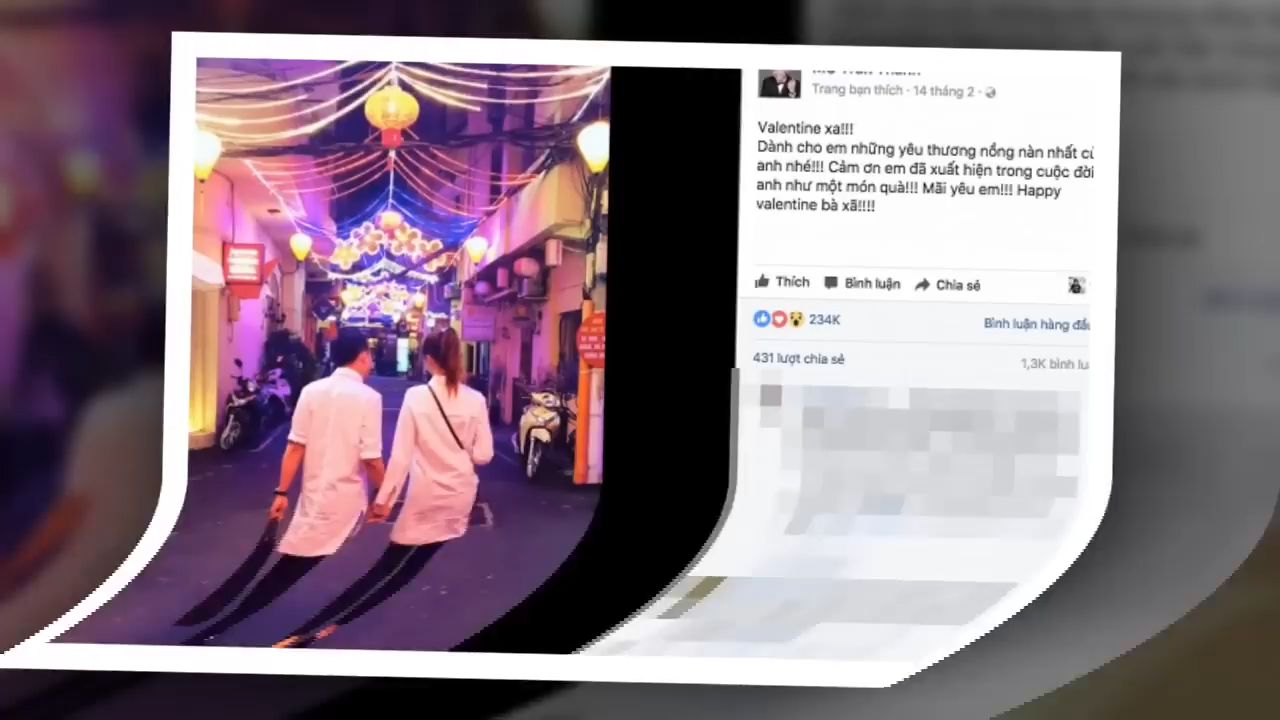 Trang bạn thích · 14 tháng 2 ·
Valentine xa!!!
Dành cho em những yêu thương nồng nàn nhất củ
anh nhé!!! Cảm ơn em đã xuất hiện trong cuộc đời
anh như một món quà!!! Mãi yêu em!!! Happy
valentine bà xã!!!!
Thích Bình luận Chia sẻ
234K Bình luận hàng đầu
431 lượt chia sẻ 1,3K bình luậ